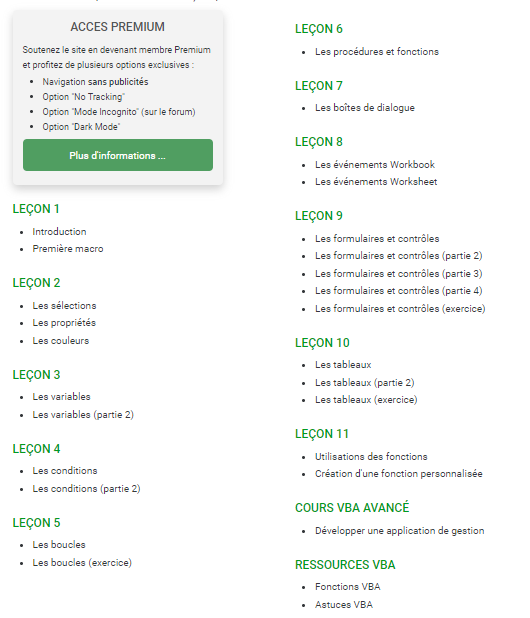 ACCES PREMIUM
Soutenez le site en devenant membre Premium
et profitez de plusieurs options exclusives :
• Navigation sans publicités
• Option "No Tracking"
• Option "Mode Incognito" (sur le forum)
• Option "Dark Mode"
Plus d'informations ...
LEÇON 1
• Introduction
• Première macro
LEÇON 2
• Les sélections
• Les propriétés
• Les couleurs
LEÇON 3
• Les variables
• Les variables (partie 2)
LEÇON 4
• Les conditions
• Les conditions (partie 2)
LEÇON 5
• Les boucles
• Les boucles (exercice)
LEÇON 6
• Les procédures et fonctions
LEÇON 7
• Les boîtes de dialogue
LEÇON 8
• Les événements Workbook
• Les événements Worksheet
LEÇON 9
• Les formulaires et contrôles
• Les formulaires et contrôles (partie 2)
• Les formulaires et contrôles (partie 3)
• Les formulaires et contrôles (partie 4)
• Les formulaires et contrôles (exercice)
LEÇON 10
• Les tableaux
• Les tableaux (partie 2)
• Les tableaux (exercice)
LEÇON 11
• Utilisations des fonctions
• Création d'une fonction personnalisée
COURS VBA AVANCÉ
• Développer une application de gestion
RESSOURCES VBA
• Fonctions VBA
• Astuces VBA